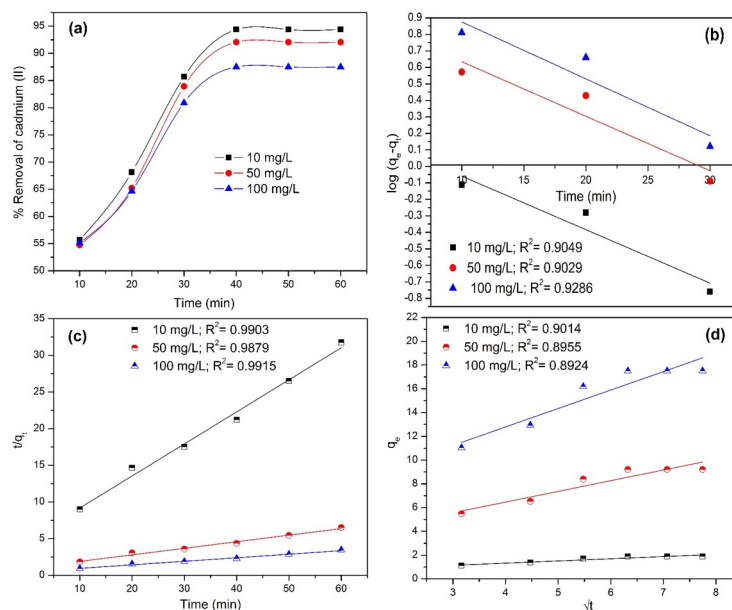 (a)
95
90
85
80
75
70
65
60
55
50
% Removal of cadmium (II)
10 mg/L
50 mg/L
100 mg/L
10 20 30 40 50 60
Time (min)
(b)
0.9
0.8
0.7
0.6
0.5
0.4
0.3
0.2
0.1
0.0
-0.1
-0.2
-0.3
-0.4
-0.5
-0.6
-0.7
-0.8
log (qe-qt)
10 15 20 25 30
Time (min)
10 mg/L; R²= 0.9049
50 mg/L; R²= 0.9029
100 mg/L; R²= 0.9286
(c)
10 mg/L; R²= 0.9903
50 mg/L; R²= 0.9879
100 mg/L; R²= 0.9915
35
30
25
20
15
10
5
0
t/qt
10 20 30 40 50 60
Time (min)
(d)
10 mg/L; R²= 0.9014
50 mg/L; R²= 0.8955
100 mg/L; R²= 0.8924
26
24
22
20
18
16
14
12
10
8
6
4
2
0
qe
3 4 5 6 7 8
√t